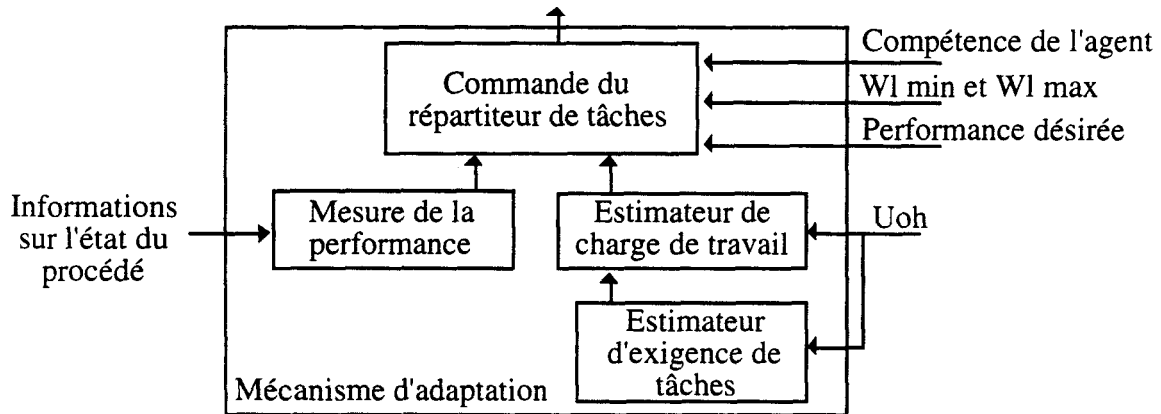 Commande du
répartiteur de tâches
Compétence de l'agent
Wl min et Wl max
Performance désirée
Informations
sur l'état du
procédé
Mesure de la
performance
Estimateur de
charge de travail
Uoh
Estimateur
d'exigence de
tâches
Mécanisme d'adaptation